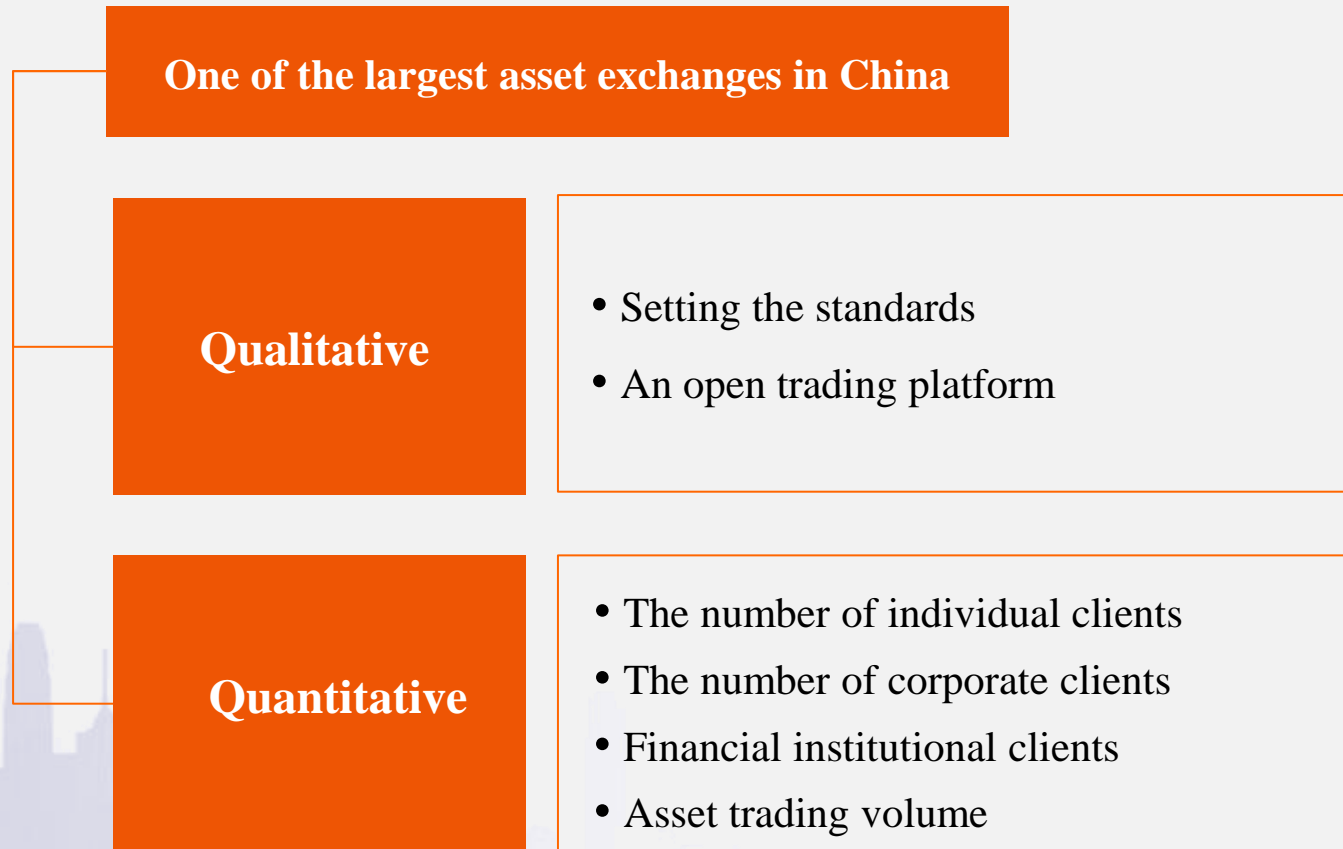 One of the largest asset exchanges in China
Qualitative
• Setting the standards
• An open trading platform
Quantitative
• The number of individual clients
• The number of corporate clients
• Financial institutional clients
• Asset trading volume